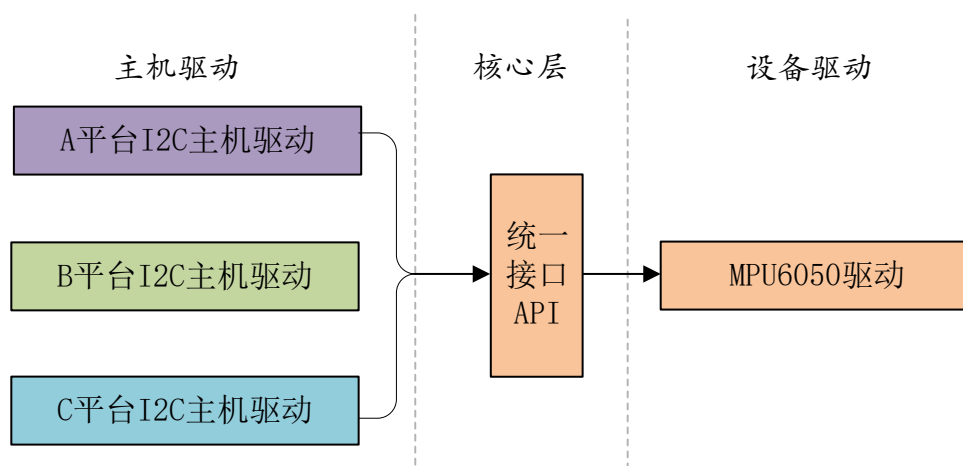 主机驱动
核心层
设备驱动
A平台I2C主机驱动
B平台I2C主机驱动
C平台I2C主机驱动
统一
接口
API
MPU6050驱动